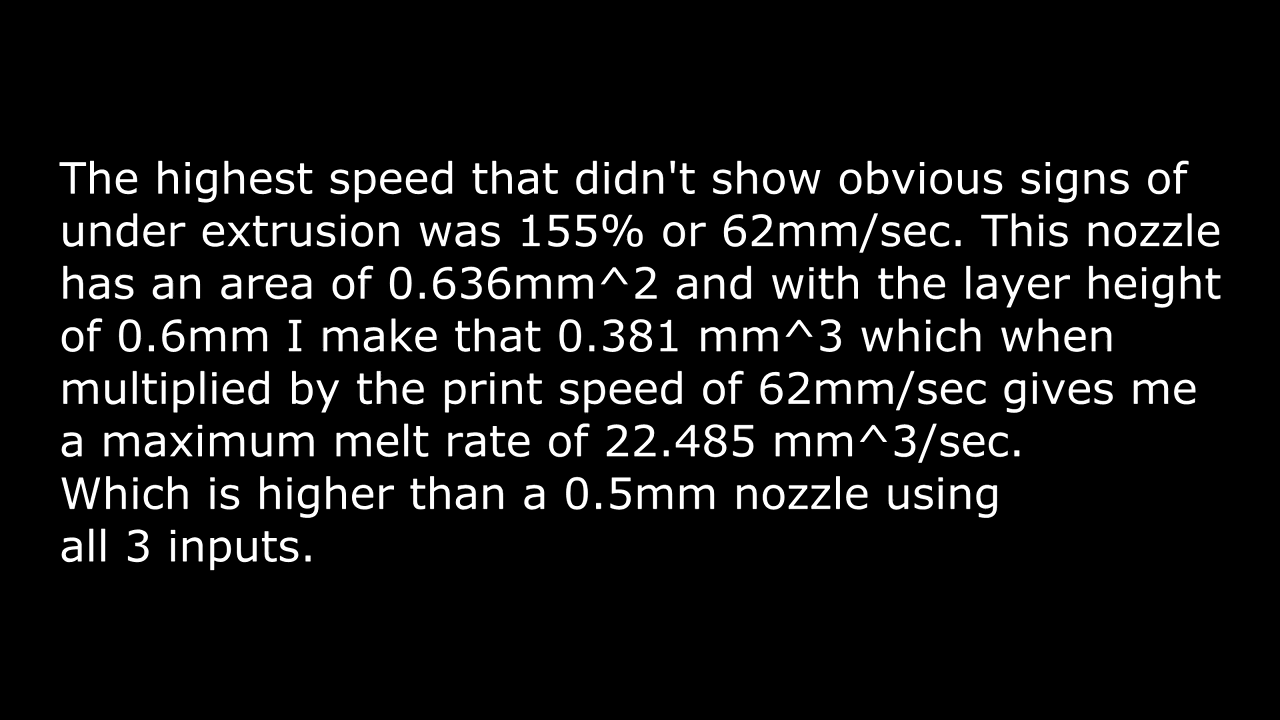 The highest speed that didn't show obvious signs of
under extrusion was 155% or 62mm/sec. This nozzle
has an area of 0.636mm^2 and with the layer height
of 0.6mm I make that 0.381 mm^3 which when
multiplied by the print speed of 62mm/sec gives me
a maximum melt rate of 22.485 mm^3/sec.
Which is higher than a 0.5mm nozzle using
all 3 inputs.